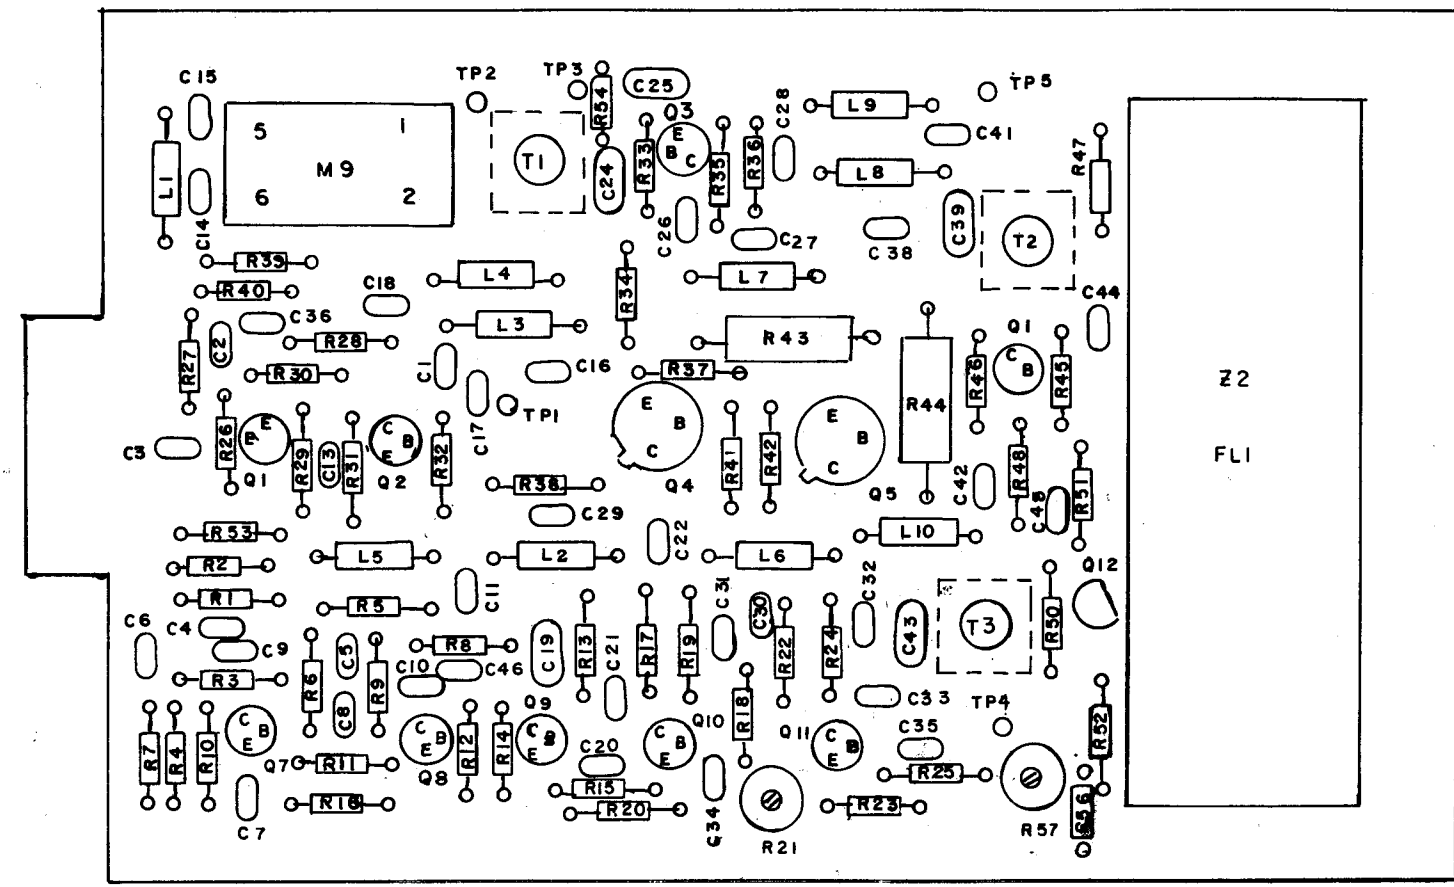 C15
TP2
TP3
R54
C25
TP5
Q3
E
B
C
C28
L9
C41
R47
5
1
M9
6
2
L1
T1
C24
R33
R35
R36
L8
C14
C26
C27
C38
C39
T2
R39
R40
C18
L4
R34
L7
C44
C36
C2
R28
L3
R43
Q1
C
B
R27
R30
C1
C16
R37
R46
R45
Z2
R44
C17
TP1
E
B
C
E
B
C
C3
R26
E
B
Q1
R29
C13
R31
C
B
E
Q2
R32
R41
R42
FL1
Q4
Q5
C42
R48
C48
R51
R38
C29
R53
L5
L2
C22
L6
L10
R2
Q12
R1
R5
C11
C31
C30
C32
C6
C4
C9
C5
R8
C46
C19
R13
C21
R17
R19
R22
R24
C43
T3
R50
R3
R6
R9
C10
C8
C33
TP4
R7
R4
R10
C
B
E
Q7
R11
C
B
E
Q8
R12
R14
Q9
C
B
E
C20
C
B
E
Q10
R18
Q11
C
B
E
C35
R25
R52
C7
R16
R15
R20
C34
R21
R23
R57
R56